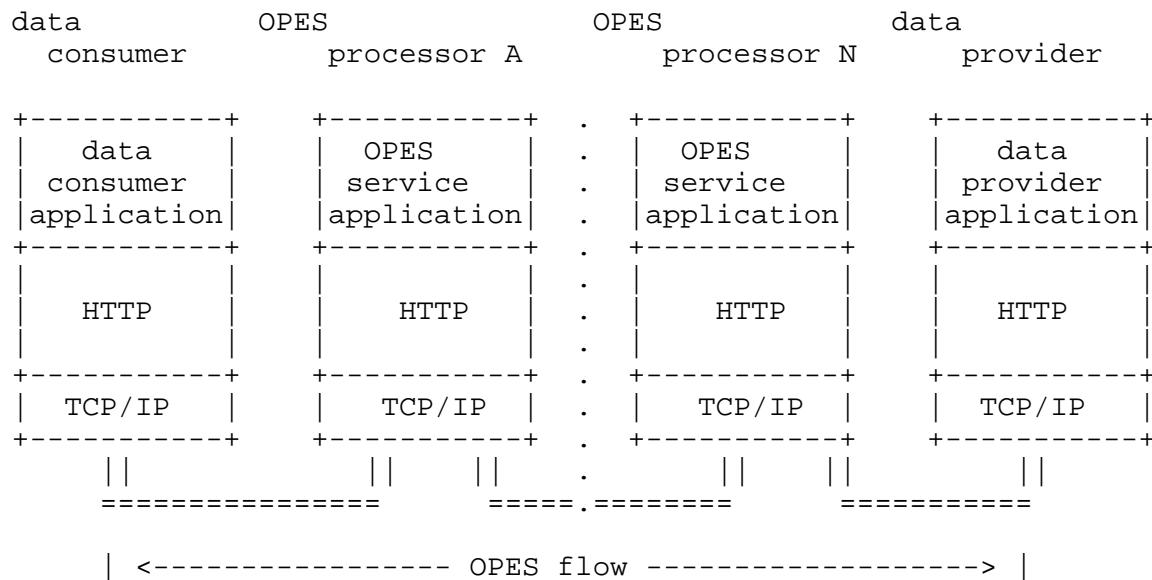 data OPES OPES data
consumer processor A processor N provider
+-----------+ +-----------+ . +-----------+ +-----------+
| data | | OPES | . | OPES | | data |
| consumer | | service | . | service | | provider |
|application| |application| . |application| |application|
+-----------+ +-----------+ . +-----------+ +-----------+
| | | | . | | | |
| HTTP | | HTTP | . | HTTP | | HTTP |
| | | | . | | | |
+-----------+ +-----------+ . +-----------+ +-----------+
| TCP/IP | | TCP/IP | . | TCP/IP | | TCP/IP |
+-----------+ +-----------+ . +-----------+ +-----------+
|| || || . || || ||
================ =====.======== ===========
| <----------------- OPES flow -------------------> |